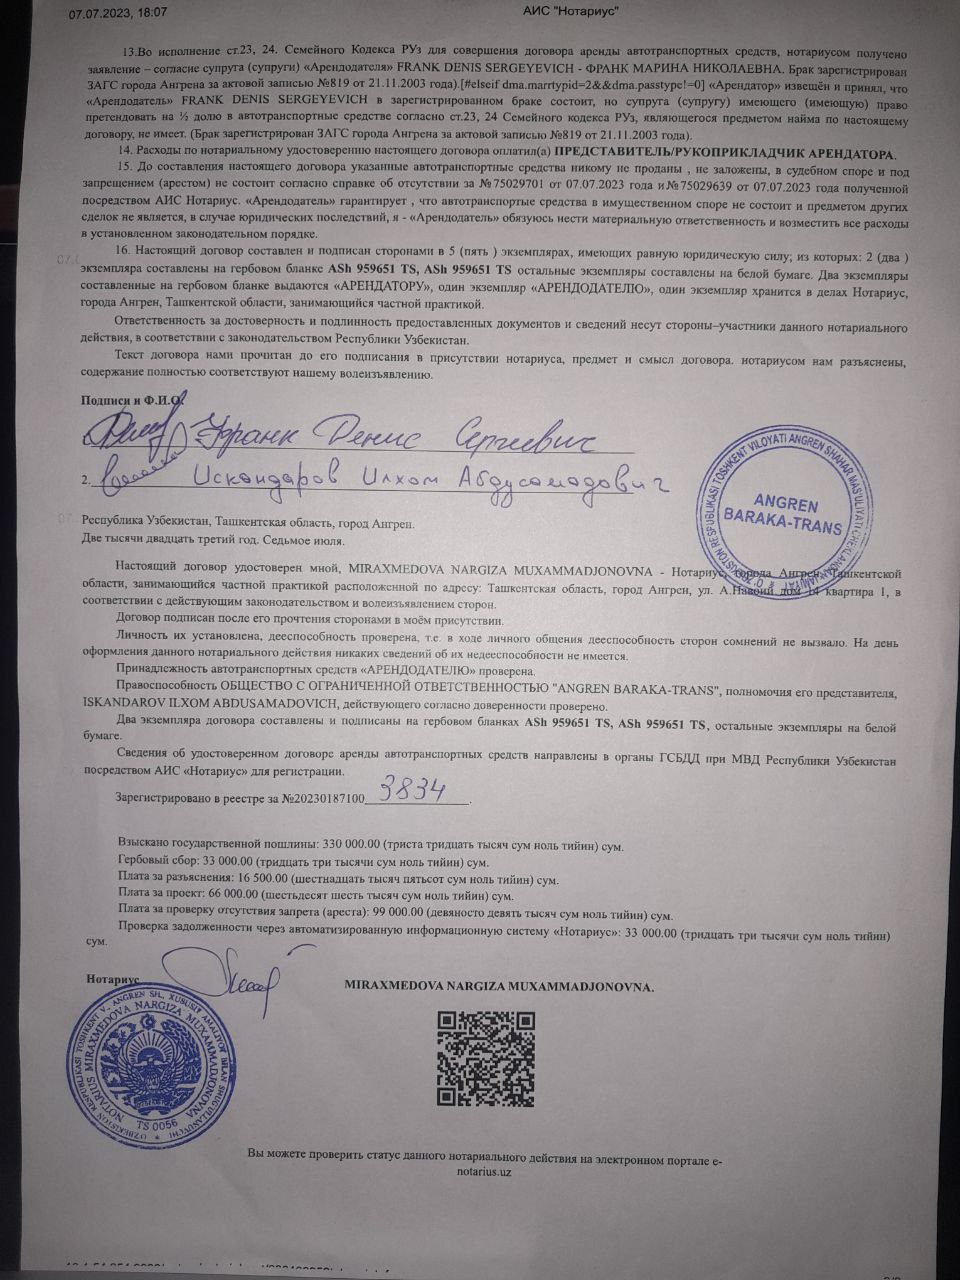 07.07.2023, 18:07
АИС "Нотариус"
13.Во исполнение ст.23, 24. Семейного Кодекса РУз для совершения договора аренды автотранспортных средств, нотариусом получено
заявление – согласие супруга (супруги) «Арендодателя» FRANK DENIS SERGEYEVICH - ФРАНК МАРИНА НИКОЛАЕВНА. Брак зарегистрирован
ЗАГС города Ангрена за актовой записью №819 от 21.11.2003 года).[#elseif dma.marrtypid=2&&dma.passtype!=0] «Арендатор» извещён и принял, что
«Арендодатель» FRANK DENIS SERGEYEVICH в зарегистрированном браке состоит, но супруга (супругу) имеющего (имеющую) право
претендовать на ½ долю в автотранспортные средстве согласно ст.23, 24 Семейного кодекса РУз, являющегося предметом найма по настоящему
договору, не имеет. (Брак зарегистрирован ЗАГС города Ангрена за актовой записью №819 от 21.11.2003 года).
14. Расходы по нотариальному удостоверению настоящего договора оплатил(а) ПРЕДСТАВИТЕЛЬ/РУКОПРИКЛАДЧИК АРЕНДАТОРА.
15. До составления настоящего договора указанные автотранспортные средства никому не проданы , не заложены, в судебном споре и под
запрещением (арестом) не состоит согласно справке об отсутствии за №75029701 от 07.07.2023 года и№75029639 от 07.07.2023 года полученной
посредством АИС Нотариус. «Арендодатель» гарантирует , что автотранспортые средства в имущественном споре не состоит и предметом других
сделок не является, в случае юридических последствий, я - «Арендодатель» обязуюсь нести материальную ответственность и возместить все расходы
в установленном законодательном порядке.
16. Настоящий договор составлен и подписан сторонами в 5 (пять ) экземплярах, имеющих равную юридическую силу; из которых: 2 (два )
экземпляра составлены на гербовом бланке ASh 959651 TS, ASh 959651 TS остальные экземпляры составлены на белой бумаге. Два экземпляры
составленные на гербовом бланке выдаются «АРЕНДАТОРУ», один экземпляр «АРЕНДОДАТЕЛЮ», один экземпляр хранится в делах Нотариус,
города Ангрен, Ташкентской области, занимающийся частной практикой.
Ответственность за достоверность и подлинность предоставленных документов и сведений несут стороны–участники данного нотариального
действия, в соответствии с законодательством Республики Узбекистан.
Текст договора нами прочитан до его подписания в присутствии нотариуса, предмет и смысл договора. нотариусом нам разъяснены,
содержание полностью соответствуют нашему волеизъявлению.
Подписи и Ф.И.О.
Франк Денис Сергиевич
2. Искандаров Илхом Абдусамадович
ANGREN
BARAKA-TRANS
Республика Узбекистан, Ташкентская область, город Ангрен.
Две тысячи двадцать третий год. Седьмое июля.
Настоящий договор удостоверен мной, MIRAXMEDOVA NARGIZA MUXAMMADJONOVNA - Нотариус, города Ангрен, Ташкентской
области, занимающийся частной практикой расположенной по адресу: Ташкентская область, город Ангрен, ул. А.Навоий дом 14 квартира 1, в
соответствии с действующим законодательством и волеизъявлением сторон.
Договор подписан после его прочтения сторонами в моём присутствии.
Личность их установлена, дееспособность проверена, т.е. в ходе личного общения дееспособность сторон сомнений не вызвало. На день
оформления данного нотариального действия никаких сведений об их недееспособности не имеется.
Принадлежность автотранспортных средств «АРЕНДОДАТЕЛЮ» проверена.
Правоспособность ОБЩЕСТВО С ОГРАНИЧЕННОЙ ОТВЕТСТВЕННОСТЬЮ "ANGREN BARAKA-TRANS", полномочия его представителя,
ISKANDAROV ILXOM ABDUSAMADOVICH, действующего согласно доверенности проверено.
Два экземпляра договора составлены и подписаны на гербовом бланках ASh 959651 TS, ASh 959651 TS, остальные экземпляры на белой
бумаге.
Сведения об удостоверенном договоре аренды автотранспортных средств направлены в органы ГСБДД при МВД Республики Узбекистан
посредством АИС «Нотариус» для регистрации.
Зарегистрировано в реестре за №20230187100 3834.
Взыскано государственной пошлины: 330 000.00 (триста тридцать тысяч сум ноль тийин) сум.
Гербовый сбор: 33 000.00 (тридцать три тысячи сум ноль тийин) сум.
Плата за разъяснения: 16 500.00 (шестнадцать тысяч пятьсот сум ноль тийин) сум.
Плата за проект: 66 000.00 (шестьдесят шесть тысяч сум ноль тийин) сум.
Плата за проверку отсутствия запрета (ареста): 99 000.00 (девяносто девять тысяч сум ноль тийин) сум.
Проверка задолженности через автоматизированную информационную систему «Нотариус»: 33 000.00 (тридцать три тысячи сум ноль тийин)
сум.
Нотариус
MIRAXMEDOVA NARGIZA MUXAMMADJONOVNA.
NOTARIUS MIRAXMEDOVA NARGIZA MUXAMMADJONOVNA
TS 0056
Вы можете проверить статус данного нотариального действия на электронном портале e-
notarius.uz